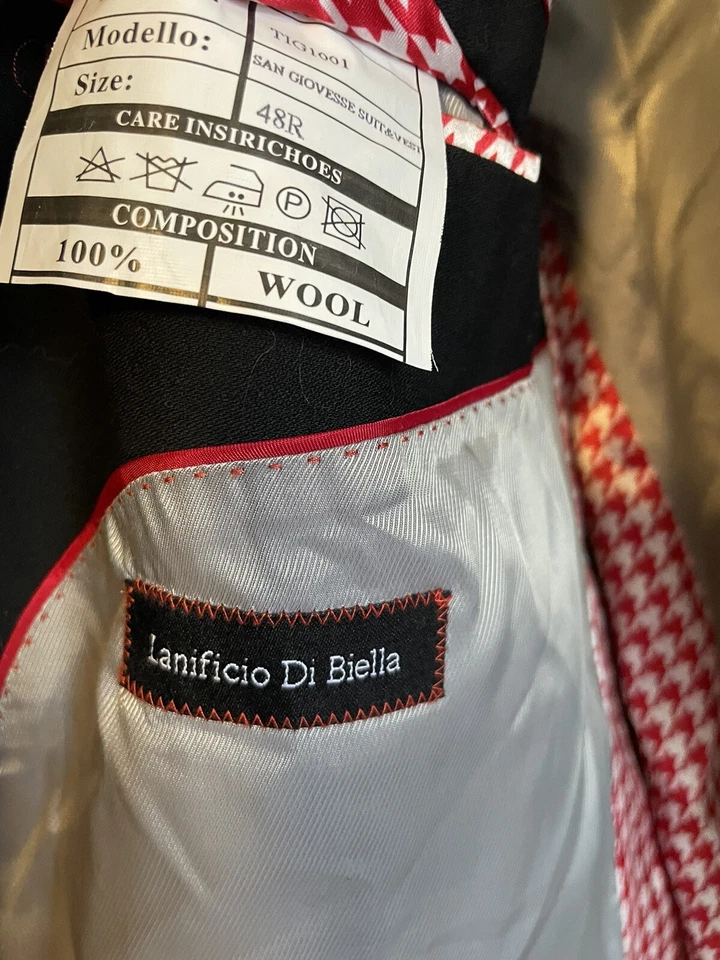 Modello:
TIG1001
SAN GIOVESSE SUIT&VEST
Size:
48R
CARE INSIRICHOES
P
COMPOSITION
100%
WOOL
Lanificio Di Biella